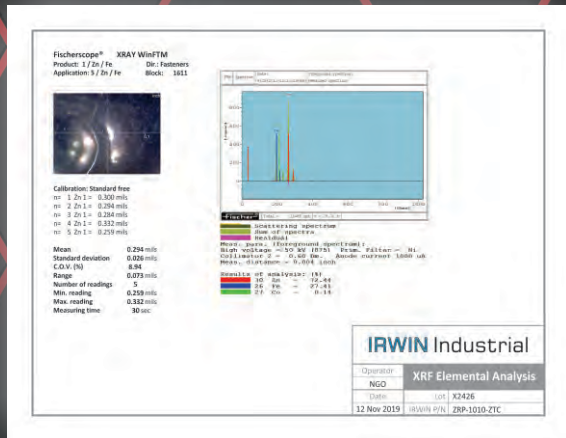 Fischerscope® XRAY WinFTM
Product: 1 / Zn / Fe Dir.: Fasteners
Application: 5 / Zn / Fe Block: 1611
Calibration: Standard free
n= 1 Zn 1 = 0.300 mils
n= 2 Zn 1 = 0.294 mils
n= 3 Zn 1 = 0.284 mils
n= 4 Zn 1 = 0.332 mils
n= 5 Zn 1 = 0.259 mils
Mean 0.294 mils
Standard deviation 0.026 mils
C.O.V. (%) 8.94
Range 0.073 mils
Number of readings 5
Min. reading 0.259 mils
Max. reading 0.332 mils
Measuring time 30 sec
Scattering spectrum
Sum of spectra
Residual
Meas. para. (Foreground spectrum):
High voltage = 50 kV (875) Prim. Filter = Ni
Collimator 2 = 0.60 Dm. Anode current 1000 uA
Meas. distance = 0.004 inch
Results of analysis: (%)
30 Zn = 72.44
26 Fe = 27.41
27 Co = 0.14
IRWIN Industrial
Operator
NGO
XRF Elemental Analysis
Date Lot X2426
12 Nov 2019 IRWIN P/N ZRP-1010-ZTC